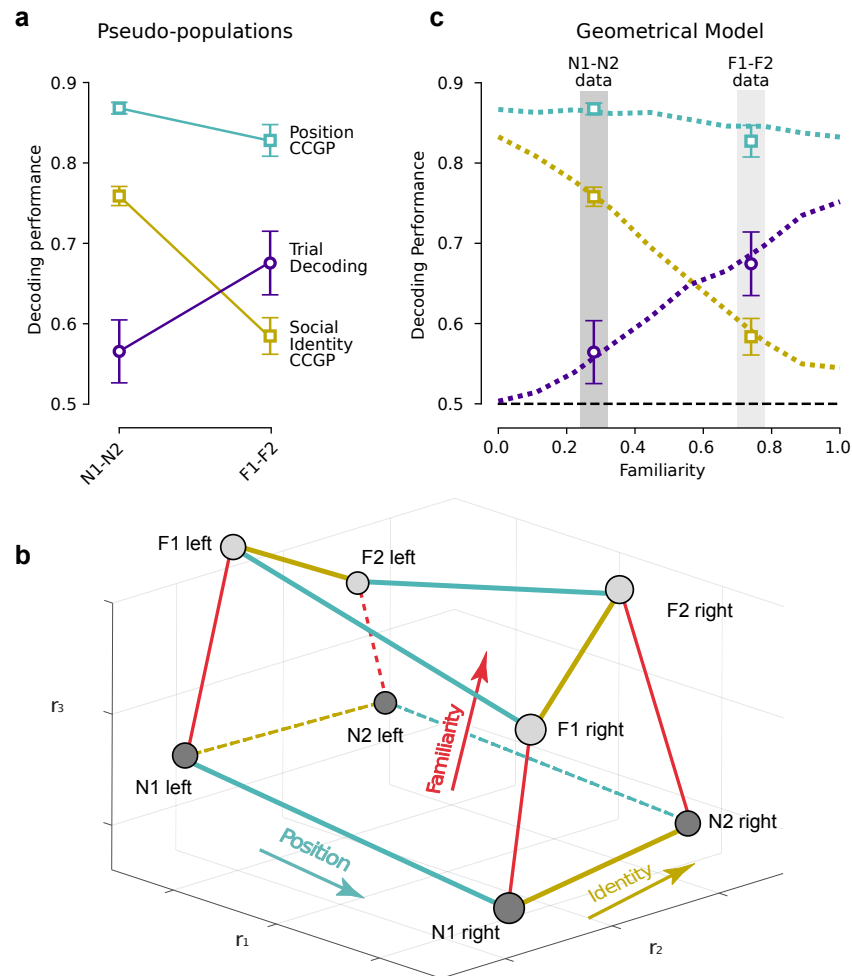 a
Pseudo-populations
0.9
0.8
0.7
0.6
0.5
Decoding performance
Position
CCGP
Trial
Decoding
Social
Identity
CCGP
N1-N2
F1-F2
c
Geometrical Model
N1-N2
data
F1-F2
data
0.9
0.8
0.7
0.6
0.5
Decoding Performance
0.0
0.2
0.4
0.6
0.8
1.0
Familiarity
b
F1 left
F2 left
F2 right
r3
N2 left
Familiarity
F1 right
N1 left
N2 right
Position
Identity
N1 right
r1
r2